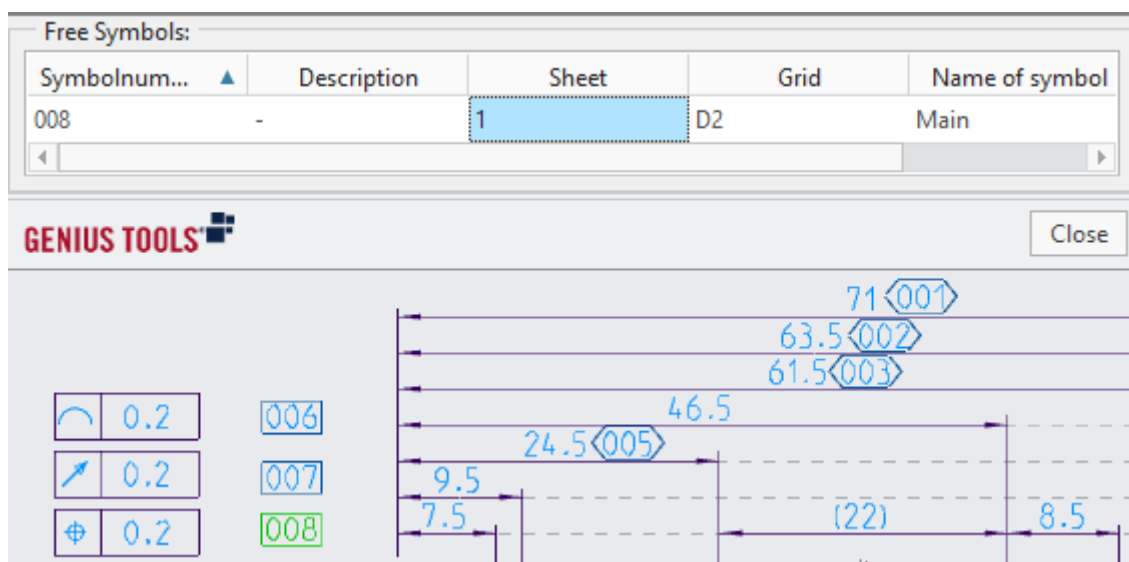 Free Symbols:
Symbolnum... Description Sheet Grid Name of symbol
008 - 1 D2 Main
GENIUS TOOLS
Close
71 001
63.5 002
61.5 003
0.2 006 46.5
24.5 005
0.2 007 9.5
0.2 008 7.5 (22) 8.5